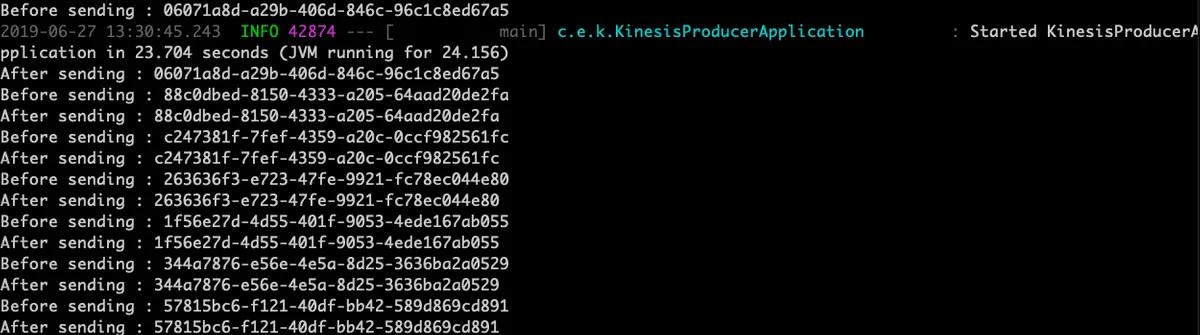 Before sending : 06071a8d-a29b-406d-846c-96c1c8ed67a5
2019-06-27 13:30:45.243  INFO 42874 --- [           main] c.e.k.KinesisProducerApplication         : Started KinesisProducerA
pplication in 23.704 seconds (JVM running for 24.156)
After sending : 06071a8d-a29b-406d-846c-96c1c8ed67a5
Before sending : 88c0dbed-8150-4333-a205-64aad20de2fa
After sending : 88c0dbed-8150-4333-a205-64aad20de2fa
Before sending : c247381f-7fef-4359-a20c-0ccf982561fc
After sending : c247381f-7fef-4359-a20c-0ccf982561fc
Before sending : 263636f3-e723-47fe-9921-fc78ec044e80
After sending : 263636f3-e723-47fe-9921-fc78ec044e80
Before sending : 1f56e27d-4d55-401f-9053-4ede167ab055
After sending : 1f56e27d-4d55-401f-9053-4ede167ab055
Before sending : 344a7876-e56e-4e5a-8d25-3636ba2a0529
After sending : 344a7876-e56e-4e5a-8d25-3636ba2a0529
Before sending : 57815bc6-f121-40df-bb42-589d869cd891
After sending : 57815bc6-f121-40df-bb42-589d869cd891